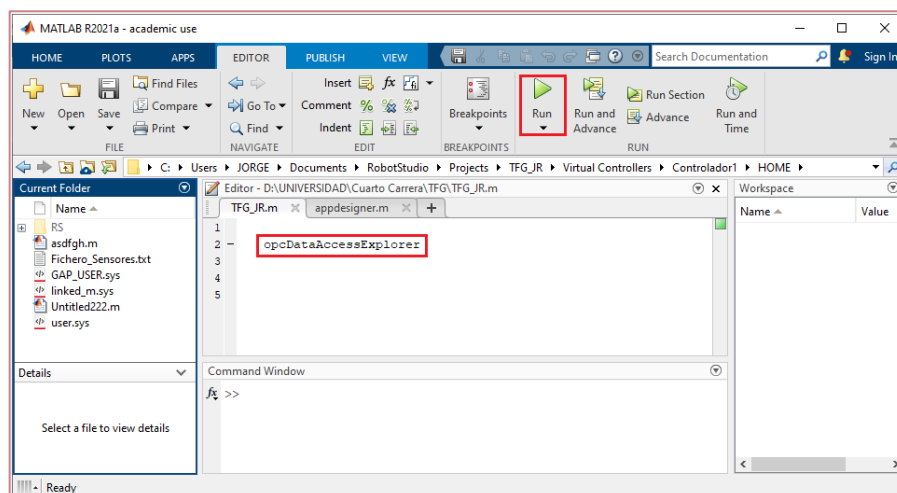 MATLAB R2021a - academic use
HOME PLOTS APPS EDITOR PUBLISH VIEW Search Documentation Sign In
New Open Save Find Files Compare Print
Go To Find
Insert fx Comment Indent
Breakpoints
Run Run and Advance Run Section Advance Run and Time
FILE NAVIGATE EDIT BREAKPOINTS RUN
C: Users JORGE Documents RobotStudio Projects TFG_JR Virtual Controllers Controlador1 HOME
Current Folder
Name
RS
asdfgh.m
Fichero_Sensores.txt
GAP_USER.sys
linked_m.sys
Untitled222.m
user.sys
Details
Select a file to view details
Editor - D:\UNIVERSIDAD\Cuarto Carrera\TFG\TFG_JR.m
TFG_JR.m appdesigner.m
1
2 - opcDataAccessExplorer
3
4
5
Command Window
fx >>
Workspace
Name Value
Ready